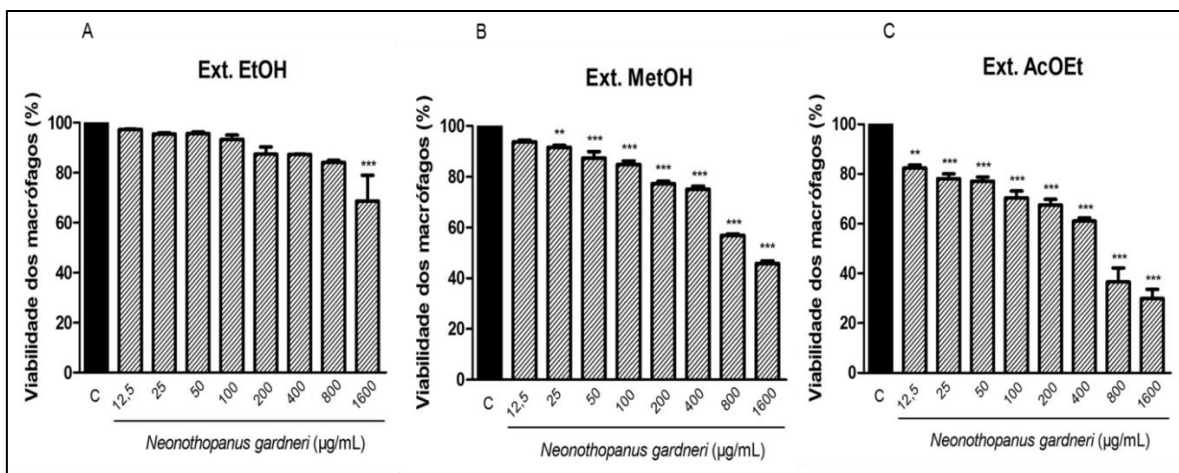 A
Ext. EtOH
Viabilidade dos macrófagos (%)
100
80
60
40
20
0
***
C 12,5 25 50 100 200 400 800 1600
Neonothopanus gardneri (µg/mL)
B
Ext. MetOH
Viabilidade dos macrófagos (%)
100
80
60
40
20
0
** *** *** *** *** *** ***
C 12,5 25 50 100 200 400 800 1600
Neonothopanus gardneri (µg/mL)
C
Ext. AcOEt
Viabilidade dos macrófagos (%)
100
80
60
40
20
0
** *** *** *** *** *** *** ***
C 12,5 25 50 100 200 400 800 1600
Neonothopanus gardneri (µg/mL)